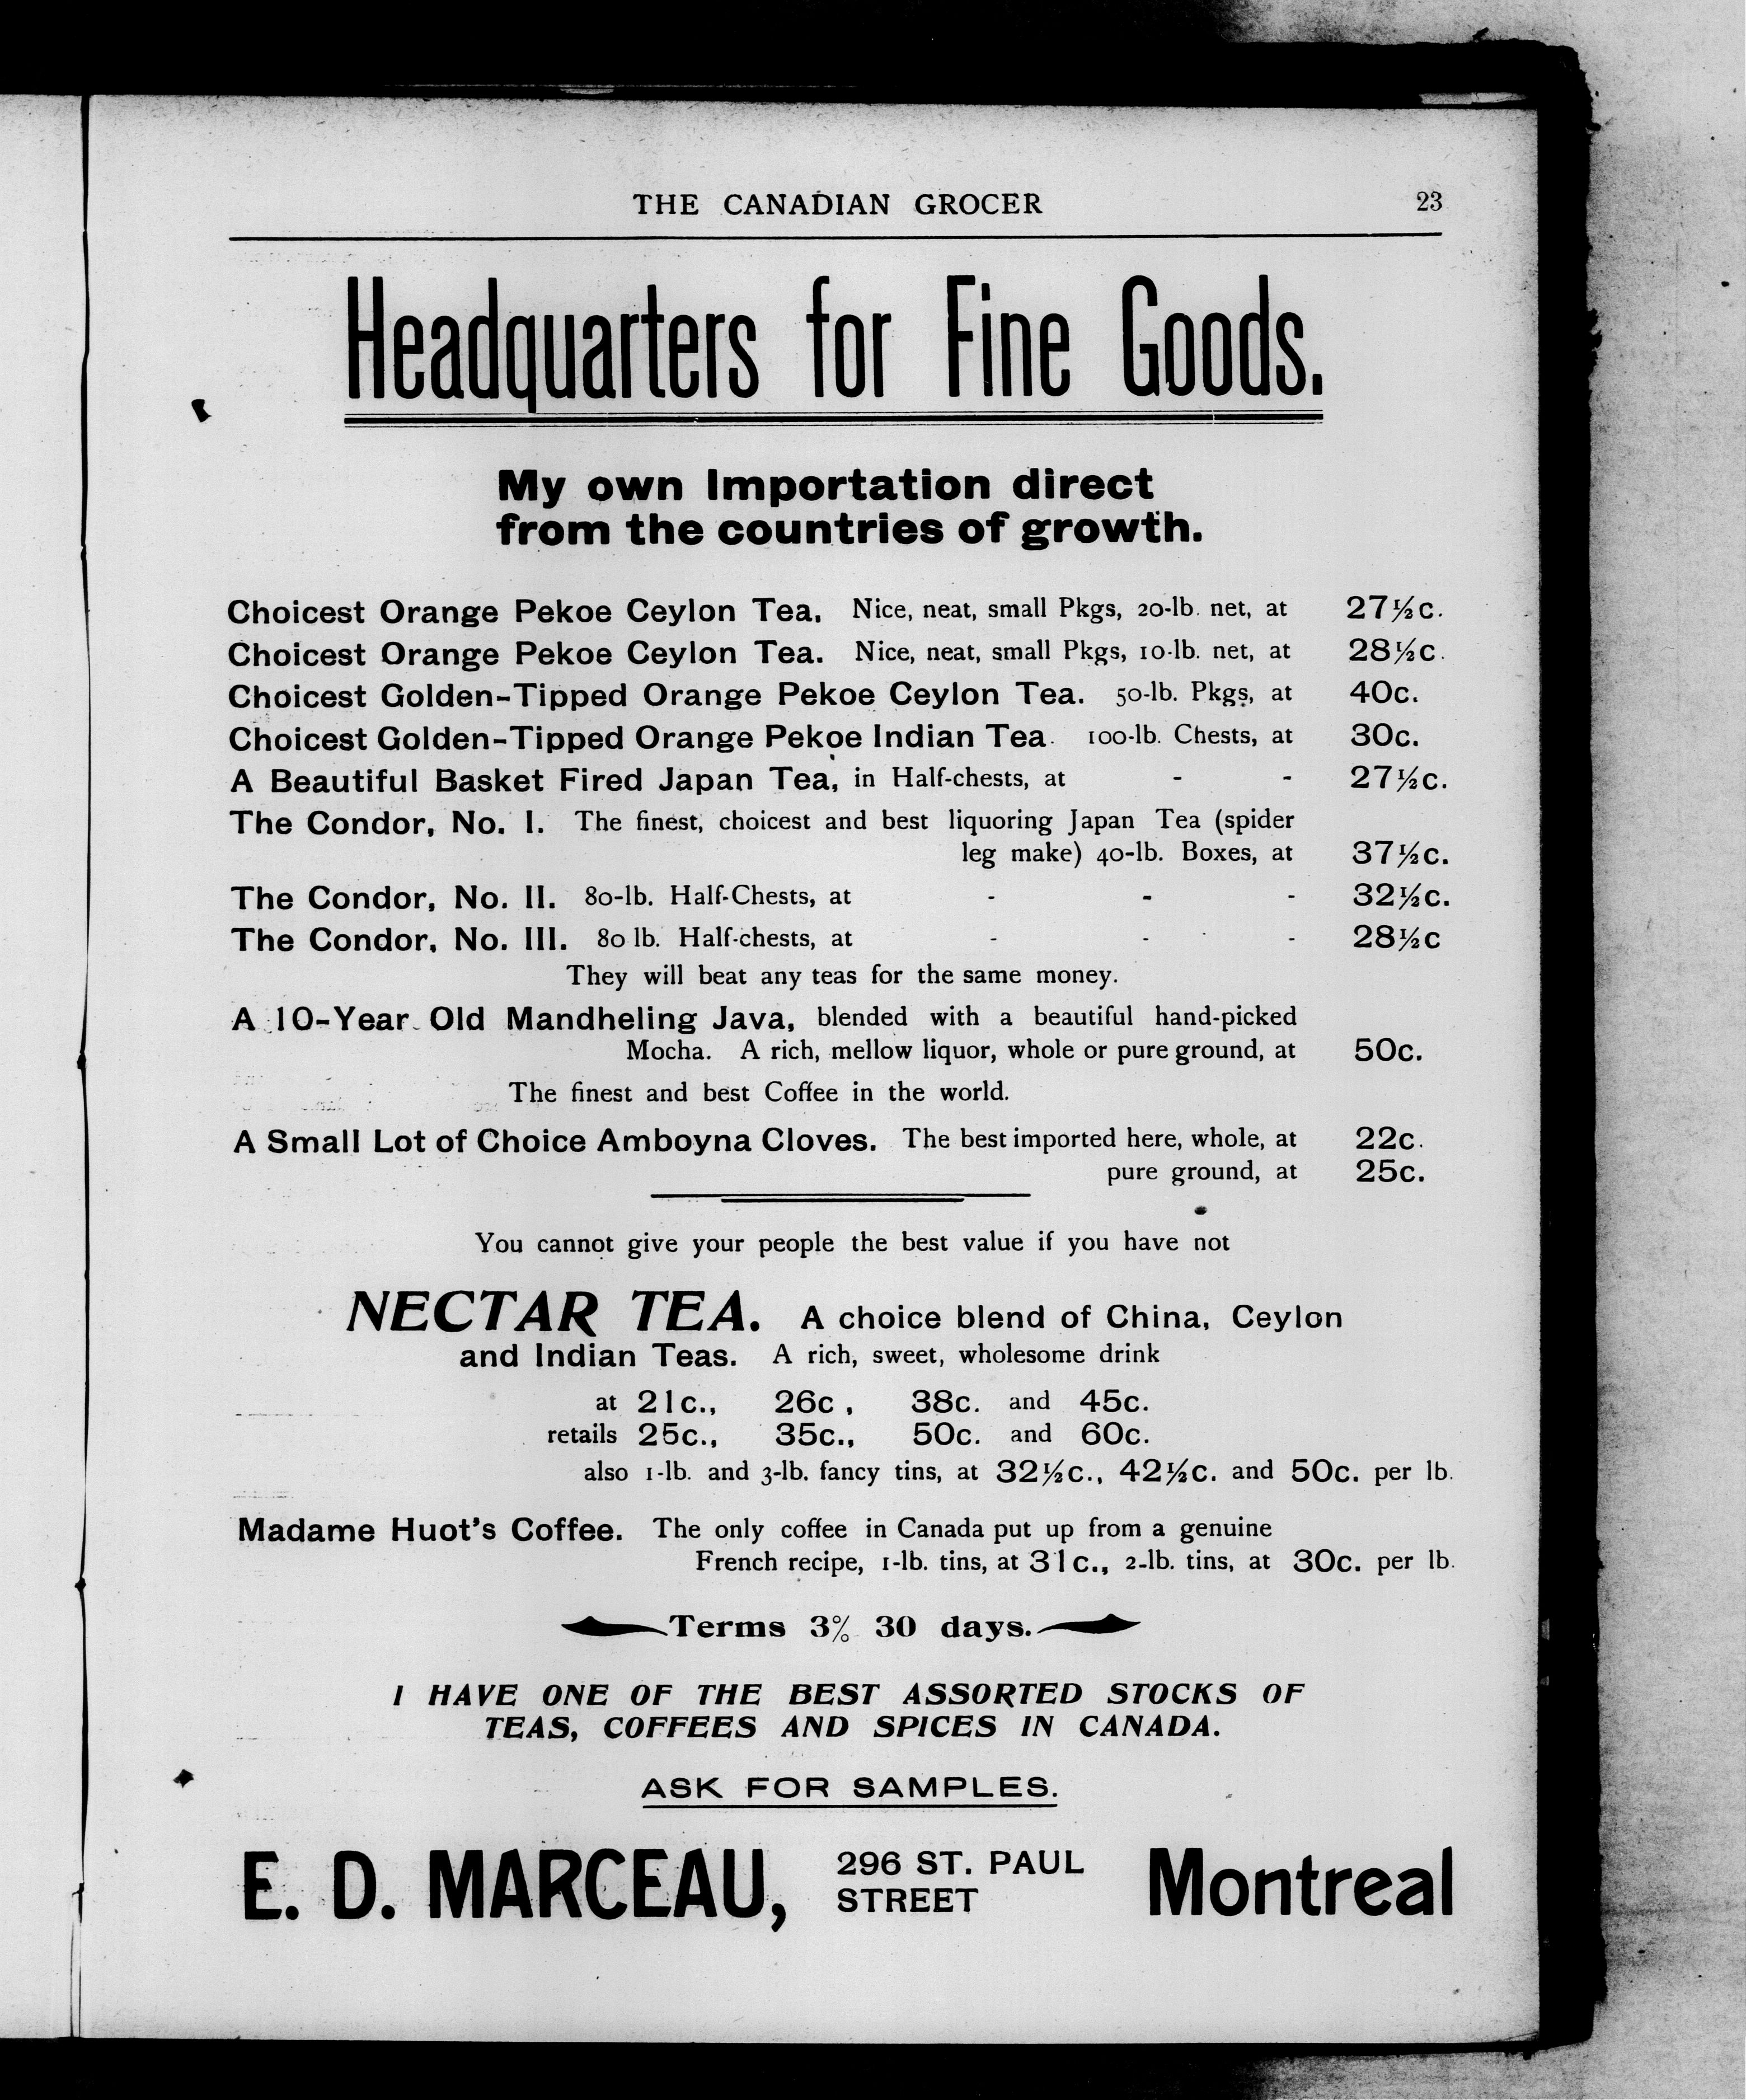 THE CANADIAN GROCER 23
Headquarters for Fine Goods.
My own Importation direct
from the countries of growth.
Choicest Orange Pekoe Ceylon Tea. Nice, neat, small Pkgs, 20-lb. net, at 27½c.
Choicest Orange Pekoe Ceylon Tea. Nice, neat, small Pkgs, 10-lb. net, at 28½c.
Choicest Golden-Tipped Orange Pekoe Ceylon Tea. 50-lb. Pkgs, at 40c.
Choicest Golden-Tipped Orange Pekoe Indian Tea. 100-lb. Chests, at 30c.
A Beautiful Basket Fired Japan Tea, in Half-chests, at - - 27½c.
The Condor, No. I. The finest, choicest and best liquoring Japan Tea (spider
leg make) 40-lb. Boxes, at 37½c.
The Condor, No. II. 80-lb. Half-Chests, at - - - 32½c.
The Condor, No. III. 80 lb. Half-chests, at - - - 28½c
They will beat any teas for the same money.
A 10-Year Old Mandheling Java, blended with a beautiful hand-picked
Mocha. A rich, mellow liquor, whole or pure ground, at 50c.
The finest and best Coffee in the world.
A Small Lot of Choice Amboyna Cloves. The best imported here, whole, at 22c.
pure ground, at 25c.
You cannot give your people the best value if you have not
NECTAR TEA. A choice blend of China, Ceylon
and Indian Teas. A rich, sweet, wholesome drink
at 21c., 26c , 38c. and 45c.
retails 25c., 35c., 50c. and 60c.
also 1-lb. and 3-lb. fancy tins, at 32½c., 42½c. and 50c. per lb.
Madame Huot's Coffee. The only coffee in Canada put up from a genuine
French recipe, 1-lb. tins, at 31c., 2-lb. tins, at 30c. per lb.
Terms 3% 30 days.
I HAVE ONE OF THE BEST ASSORTED STOCKS OF
TEAS, COFFEES AND SPICES IN CANADA.
ASK FOR SAMPLES.
E. D. MARCEAU, 296 ST. PAUL
STREET Montreal